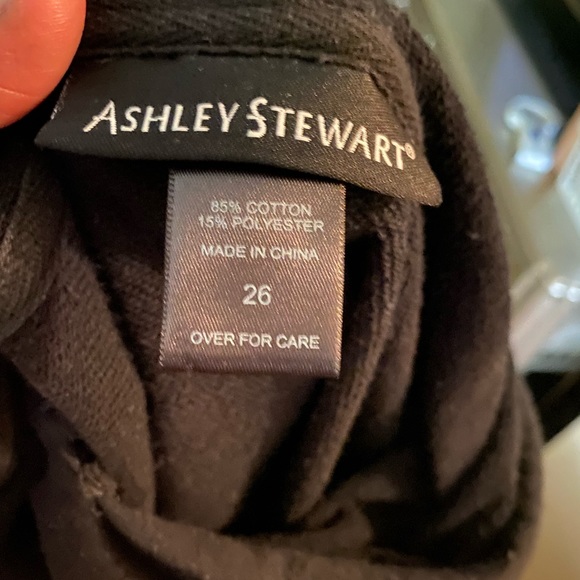 ASHLEY STEWART®
85% COTTON
15% POLYESTER
MADE IN CHINA
26
OVER FOR CARE